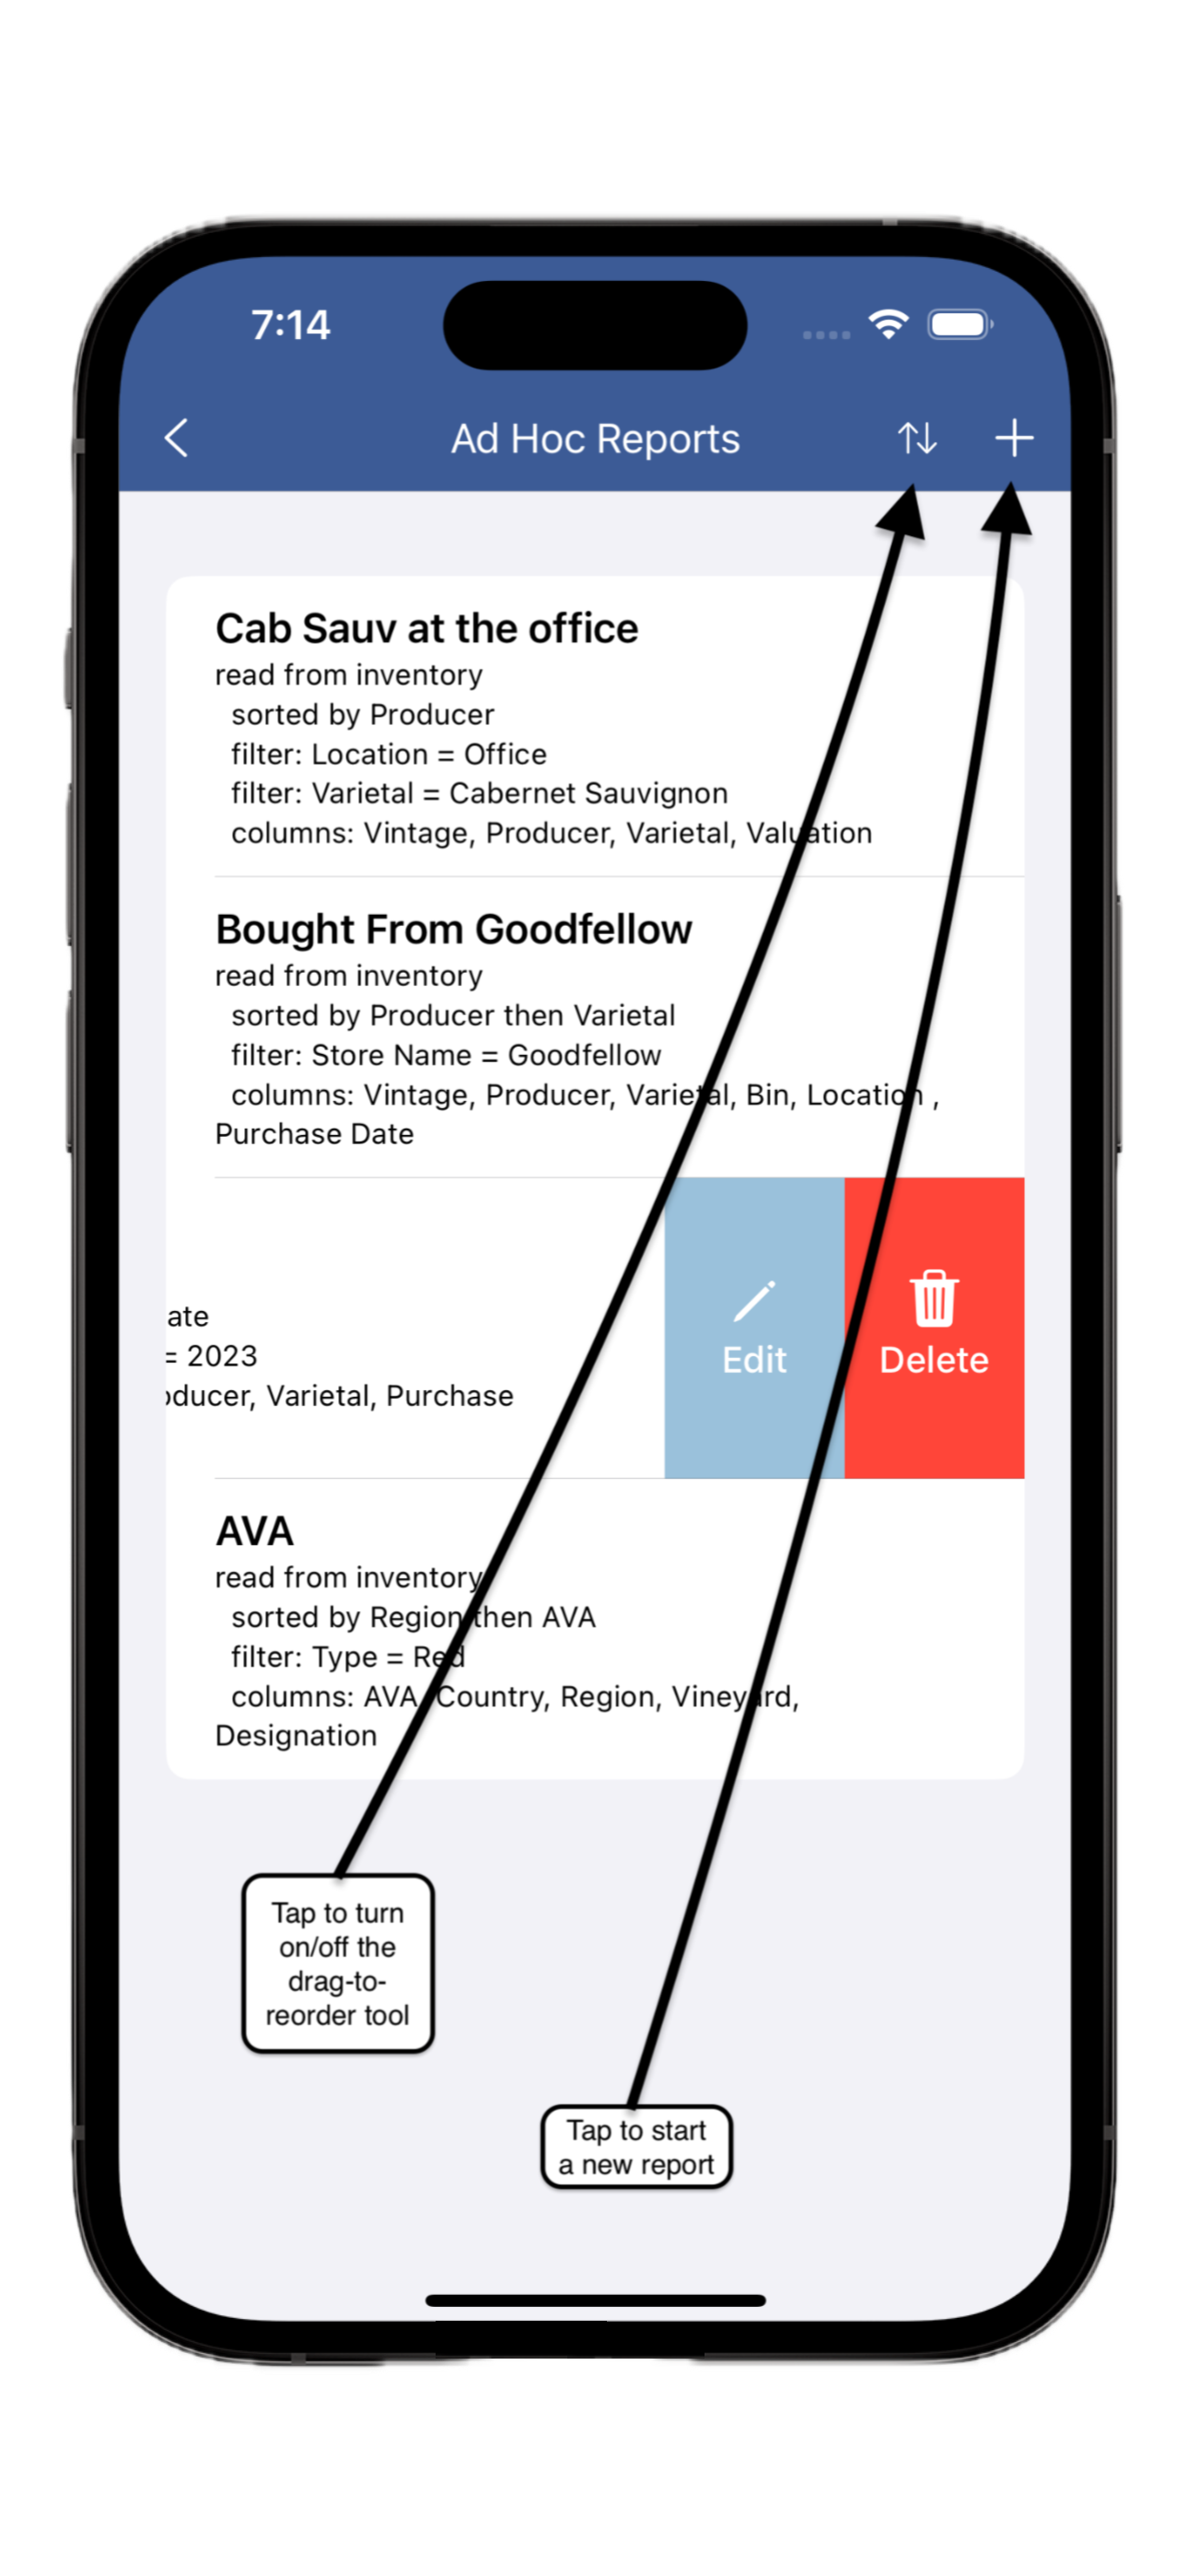 7:14
Ad Hoc Reports
Cab Sauv at the office
read from inventory
sorted by Producer
filter: Location = Office
filter: Varietal = Cabernet Sauvignon
columns: Vintage, Producer, Varietal, Valuation
Bought From Goodfellow
read from inventory
sorted by Producer then Varietal
filter: Store Name = Goodfellow
columns: Vintage, Producer, Varietal, Bin, Location ,
Purchase Date
ate
= 2023
oducer, Varietal, Purchase
Edit
Delete
AVA
read from inventory
sorted by Region then AVA
filter: Type = Red
columns: AVA, Country, Region, Vineyard,
Designation
Tap to turn
on/off the
drag-to-
reorder tool
Tap to start
a new report